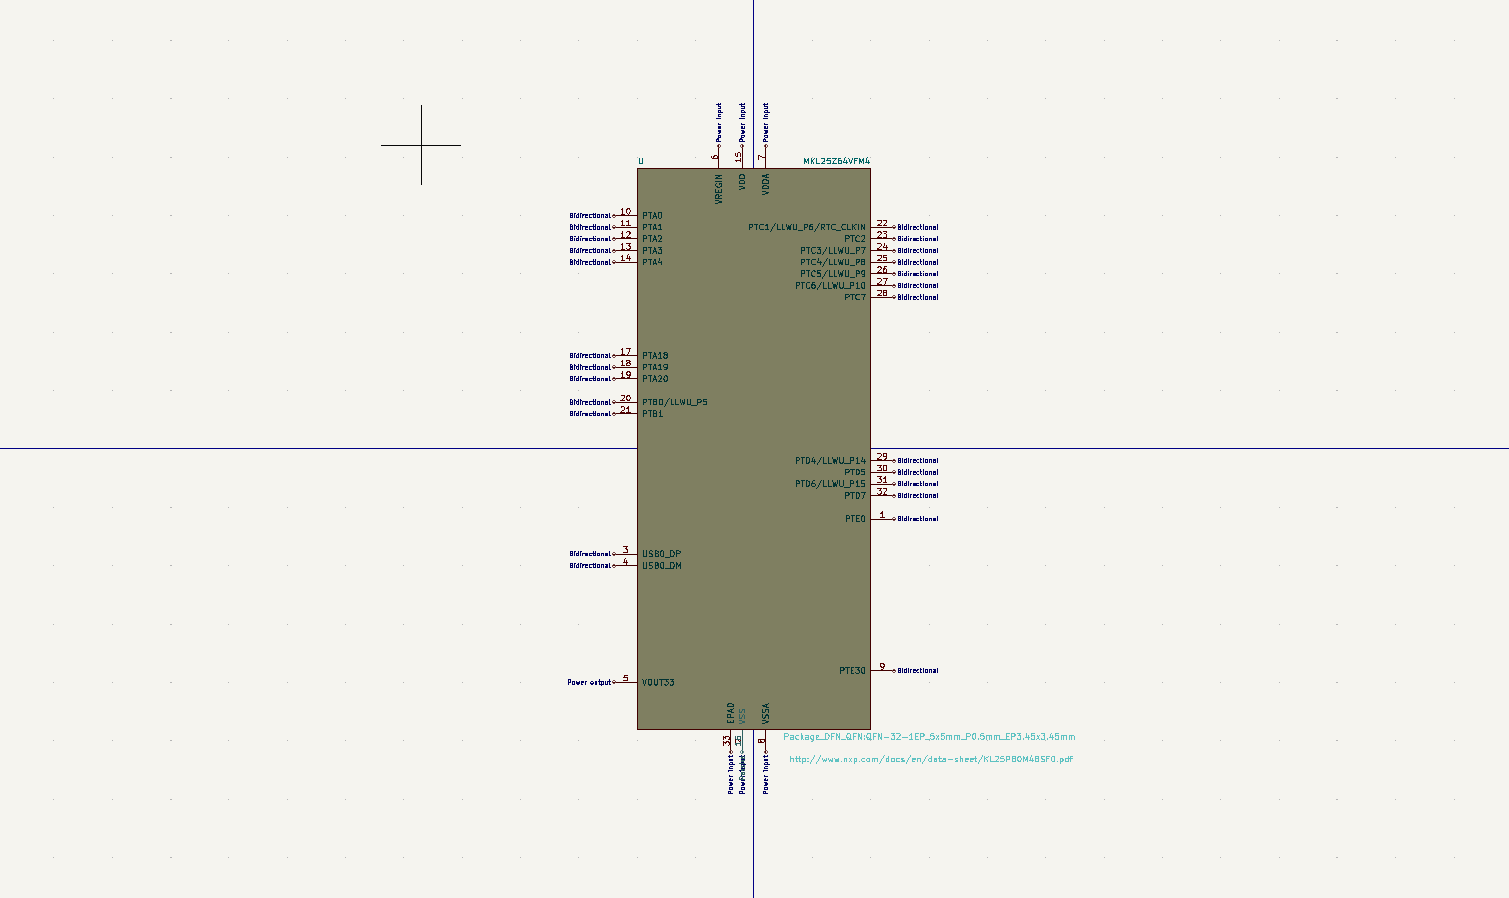 Power Input
Power Input
Power Input
6
15
7
U
MKL25Z64VFM4
VREGIN
VDD
VDDA
Bidirectional 10 PTA0
Bidirectional 11 PTA1
Bidirectional 12 PTA2
Bidirectional 13 PTA3
Bidirectional 14 PTA4
PTC1/LLWU_P6/RTC_CLKIN 22 Bidirectional
PTC2 23 Bidirectional
PTC3/LLWU_P7 24 Bidirectional
PTC4/LLWU_P8 25 Bidirectional
PTC5/LLWU_P9 26 Bidirectional
PTC6/LLWU_P10 27 Bidirectional
PTC7 28 Bidirectional
Bidirectional 17 PTA18
Bidirectional 18 PTA19
Bidirectional 19 PTA20
Bidirectional 20 PTB0/LLWU_P5
Bidirectional 21 PTB1
PTD4/LLWU_P14 29 Bidirectional
PTD5 30 Bidirectional
PTD6/LLWU_P15 31 Bidirectional
PTD7 32 Bidirectional
PTE0 1 Bidirectional
Bidirectional 3 USB0_DP
Bidirectional 4 USB0_DM
PTE30 9 Bidirectional
Power output 5 VOUT33
EPAD
VSS
VSSA
33
8
Package_DFN_QFN:QFN-32-1EP_5x5mm_P0.5mm_EP3.45x3.45mm
http://www.nxp.com/docs/en/data-sheet/KL25P80M48SF0.pdf
Power Input
Power Input